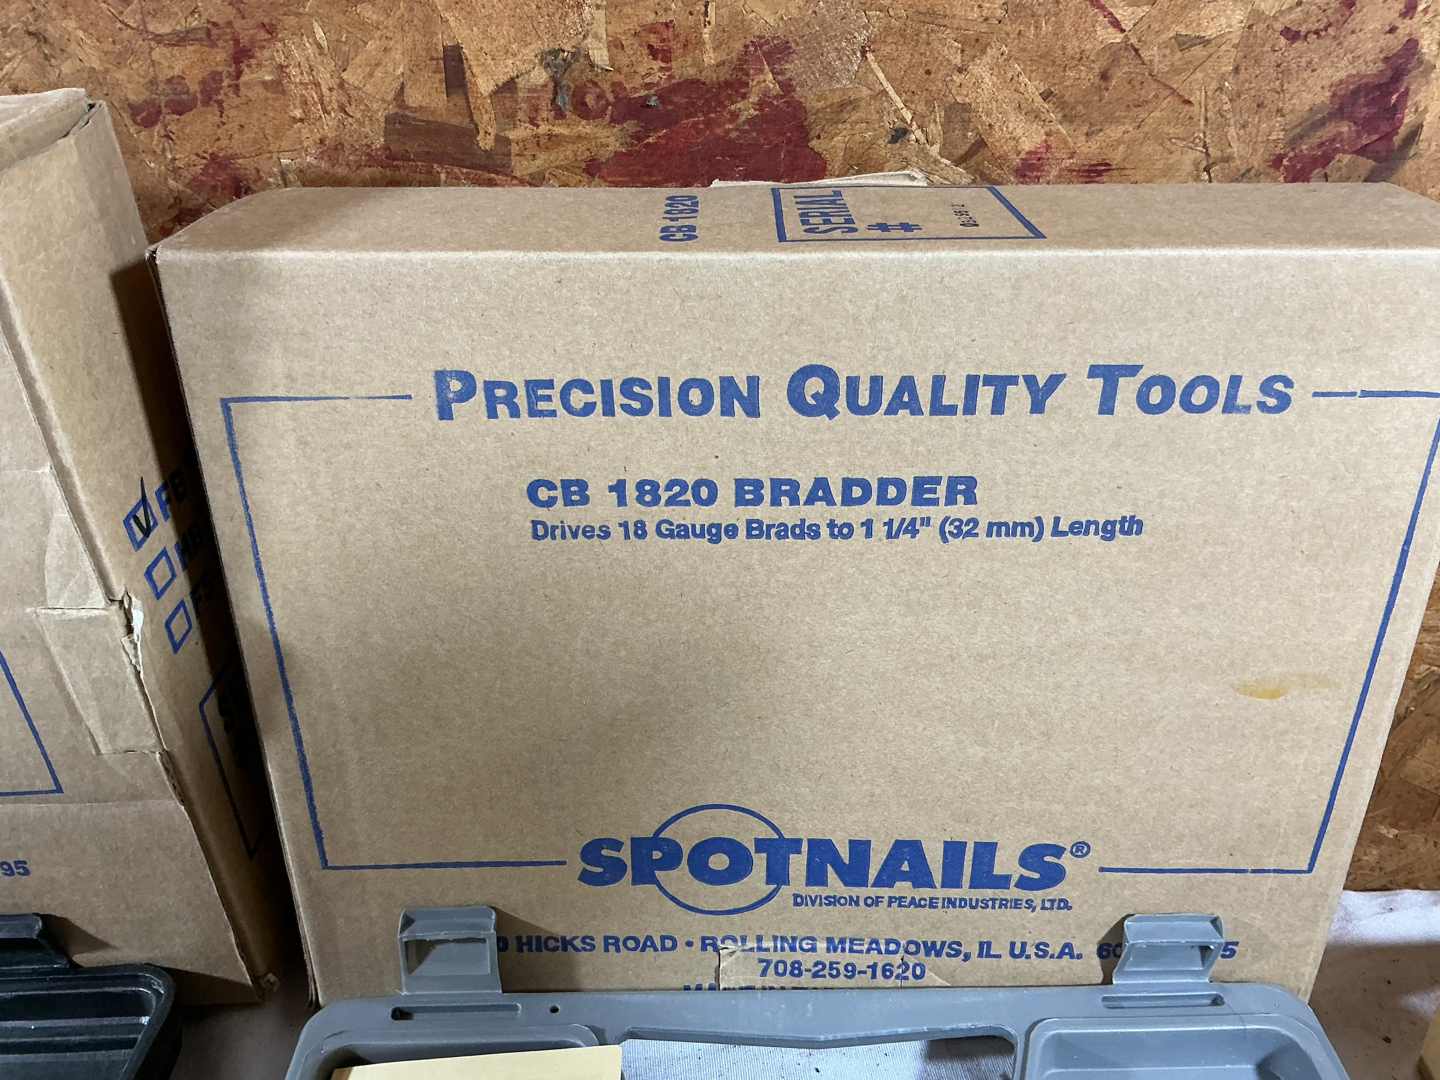 CB 1820
SERIAL
#
PRECISION QUALITY TOOLS
CB 1820 BRADDER
Drives 18 Gauge Brads to 1 1/4" (32 mm) Length
SPOTNAILS®
DIVISION OF PEACE INDUSTRIES, LTD.
HICKS ROAD • ROLLING MEADOWS, IL U.S.A.
708-259-1620
95